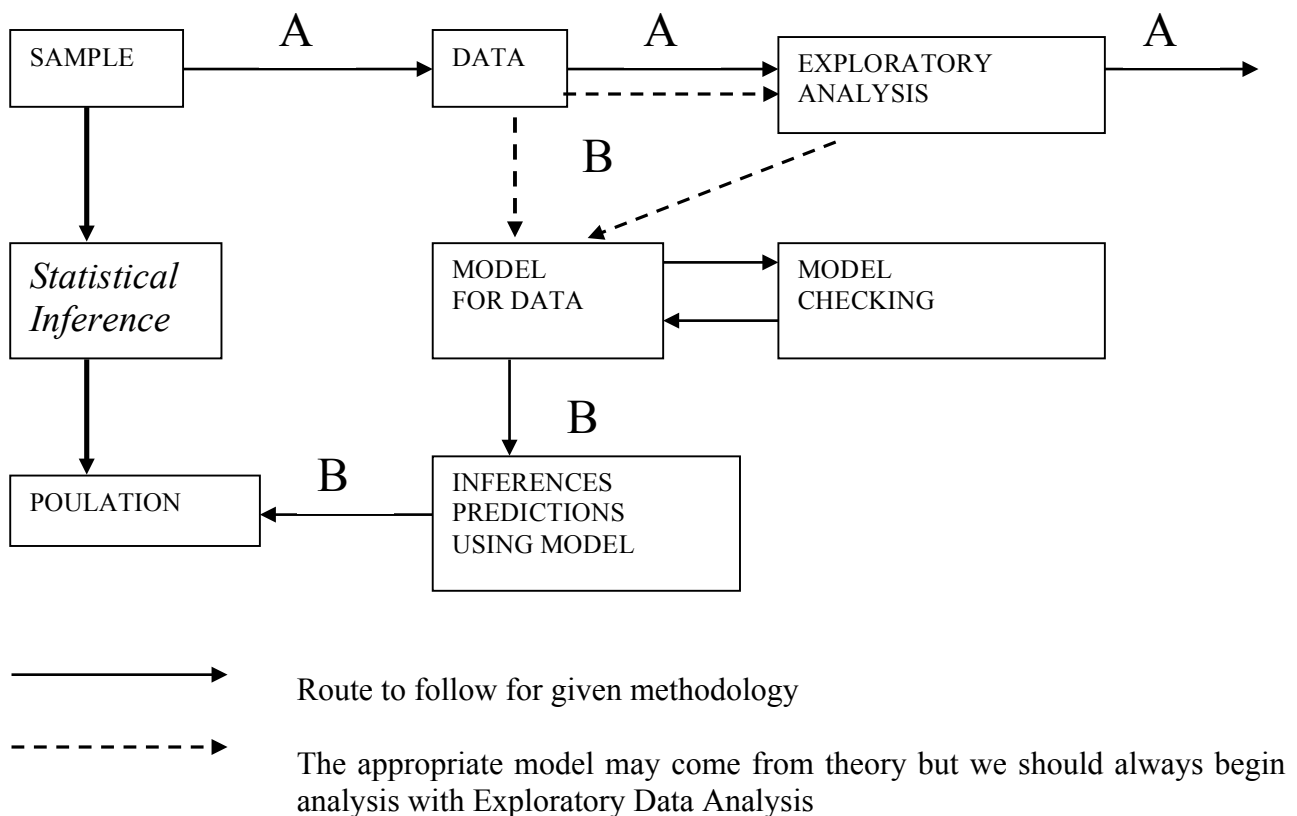 A
A
A
SAMPLE
DATA
EXPLORATORY
ANALYSIS
B
Statistical
Inference
MODEL
FOR DATA
MODEL
CHECKING
B
B
POULATION
INFERENCES
PREDICTIONS
USING MODEL
Route to follow for given methodology
The appropriate model may come from theory but we should always begin
analysis with Exploratory Data Analysis